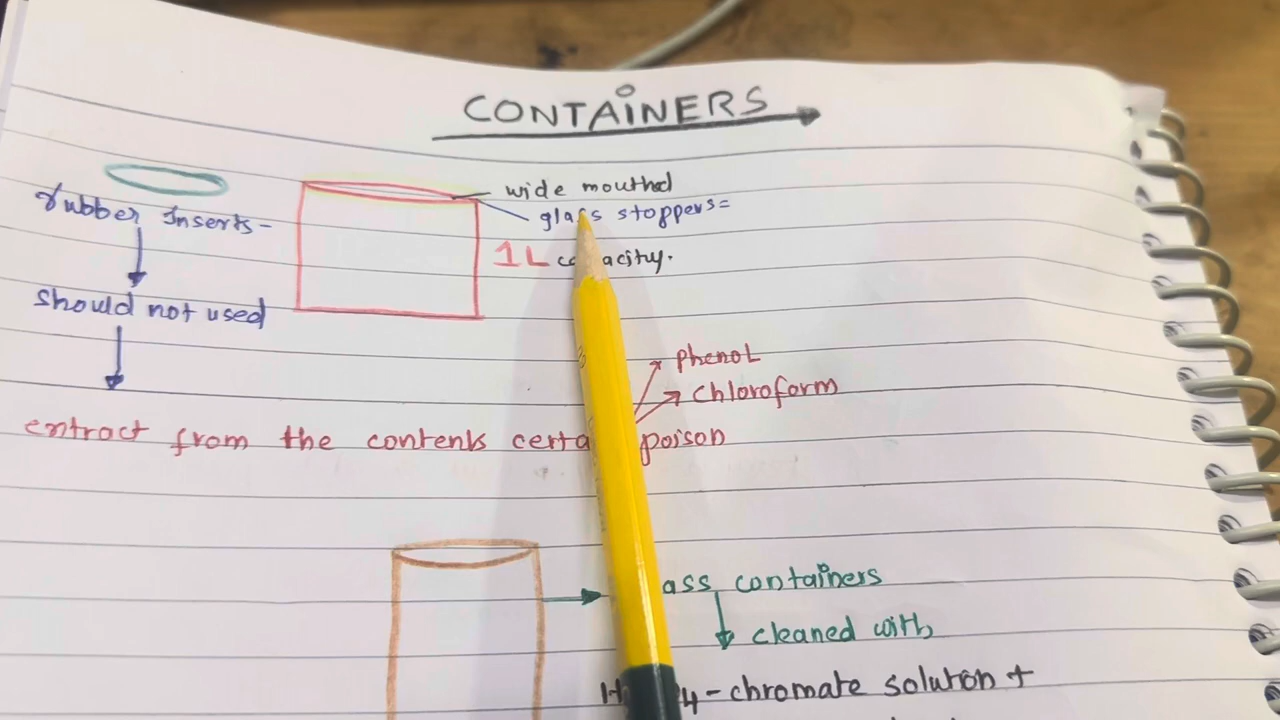 CONTAINERS
wide mouthed
rubber Inserts-
glass stoppers=
1L capacity.
should not used
phenol
chloroform
extract from the contents certa poison
ass containers
cleaned with
4-chromate solution +